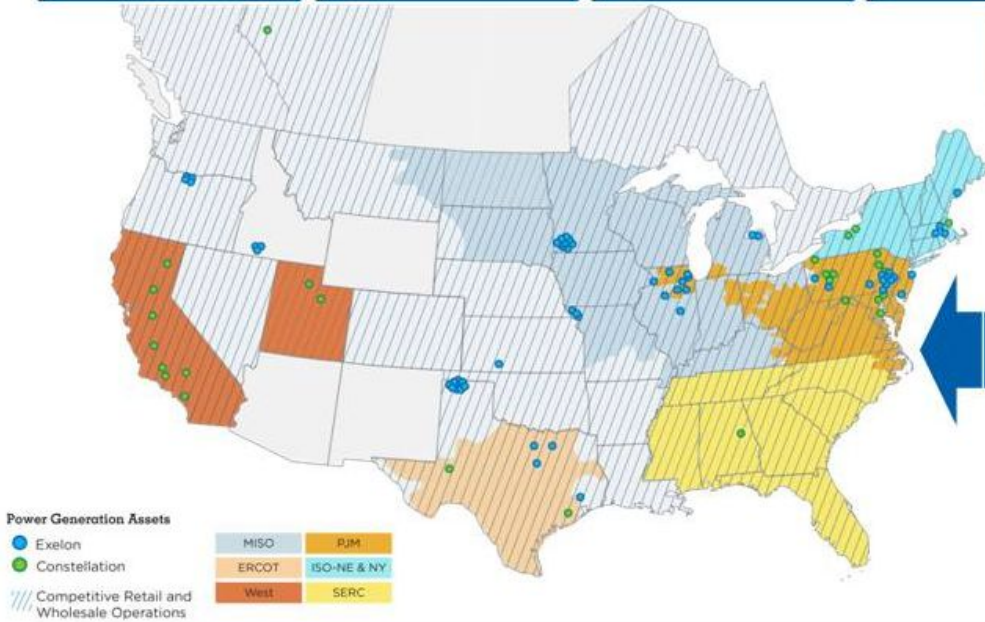 Power Generation Assets
Exelon
Constellation
Competitive Retail and
Wholesale Operations
MISO
PJM
ERCOT
ISO-NE & NY
West
SERC